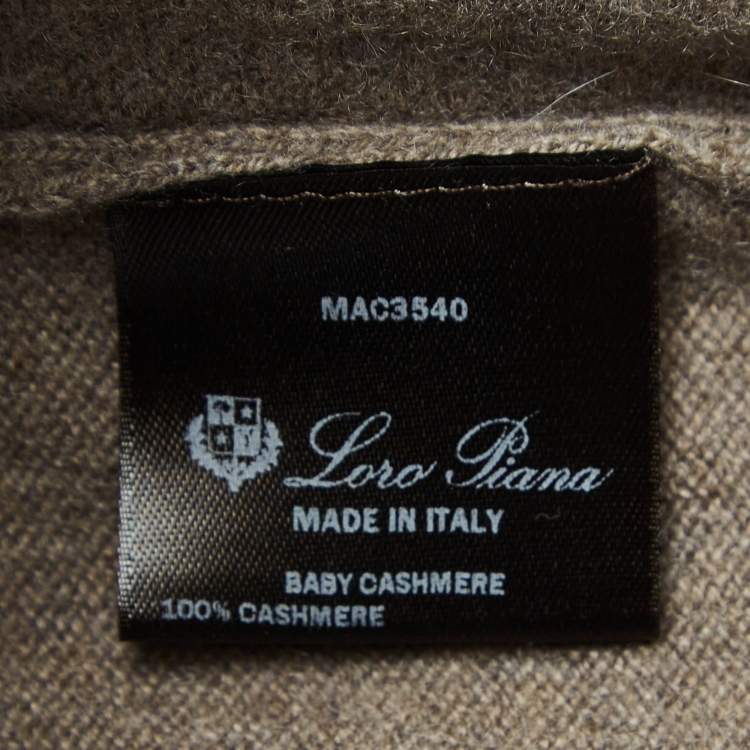 MAC3540
Loro Piana
MADE IN ITALY
BABY CASHMERE
100% CASHMERE